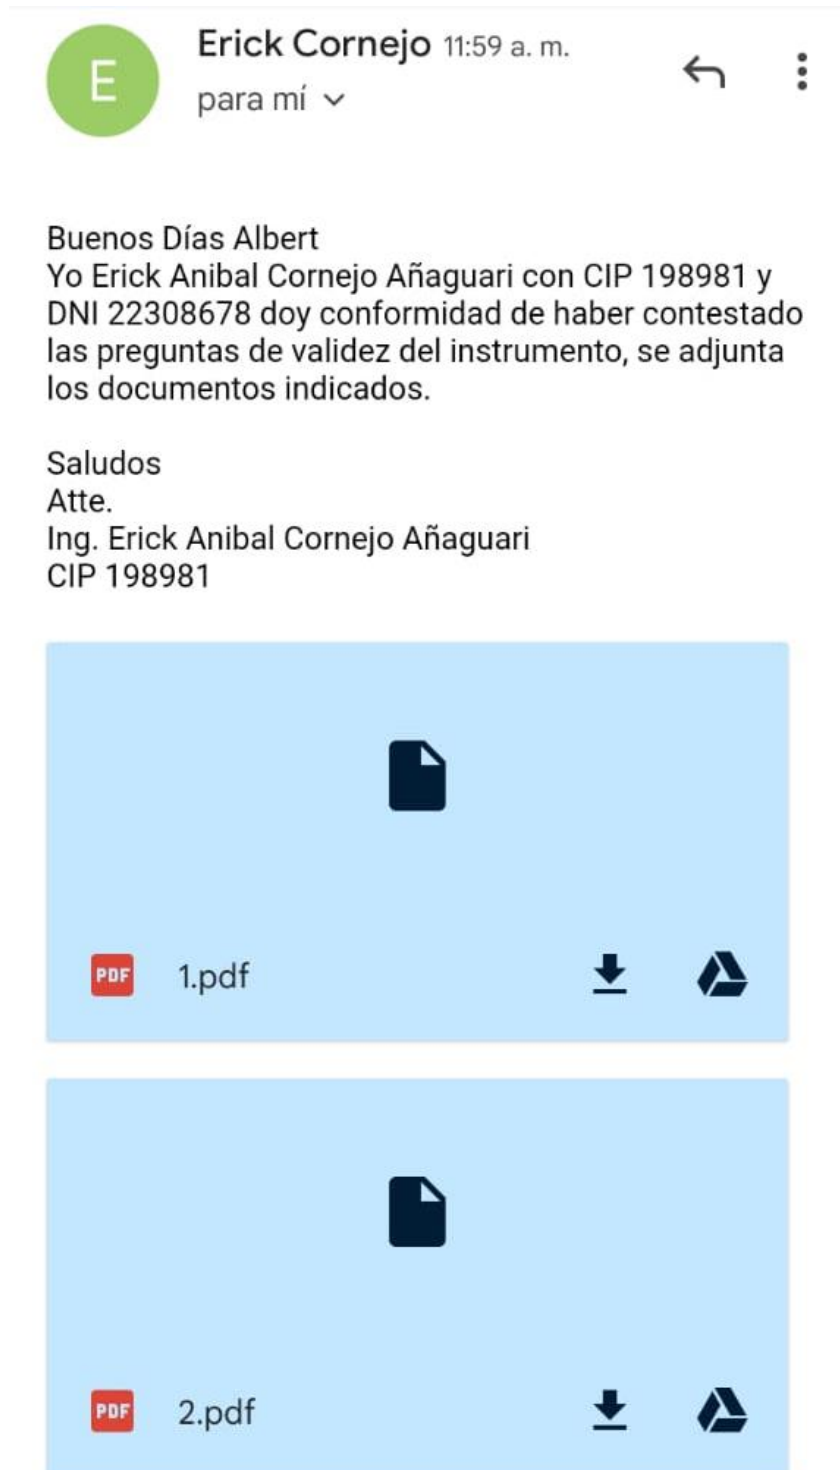 Erick Cornejo 11:59 a. m.
para mí
E
Buenos Días Albert
Yo Erick Anibal Cornejo Añaguari con CIP 198981 y
DNI 22308678 doy conformidad de haber contestado
las preguntas de validez del instrumento, se adjunta
los documentos indicados.
Saludos
Atte.
Ing. Erick Anibal Cornejo Añaguari
CIP 198981
PDF 1.pdf
PDF 2.pdf